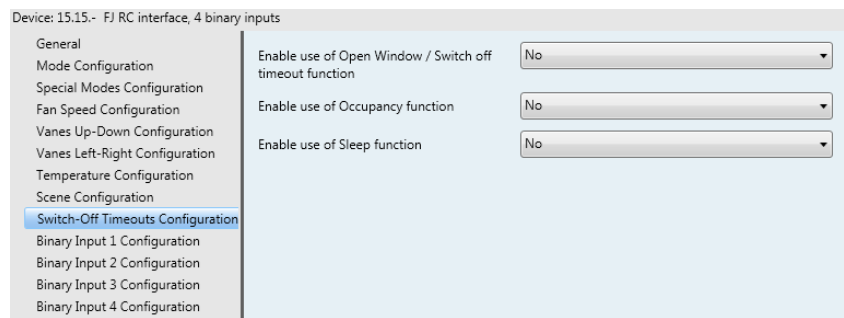 Device: 15.15.- FJ RC interface, 4 binary inputs
General
Mode Configuration
Special Modes Configuration
Fan Speed Configuration
Vanes Up-Down Configuration
Vanes Left-Right Configuration
Temperature Configuration
Scene Configuration
Switch-Off Timeouts Configuration
Binary Input 1 Configuration
Binary Input 2 Configuration
Binary Input 3 Configuration
Binary Input 4 Configuration
Enable use of Open Window / Switch off
timeout function
No
Enable use of Occupancy function
No
Enable use of Sleep function
No